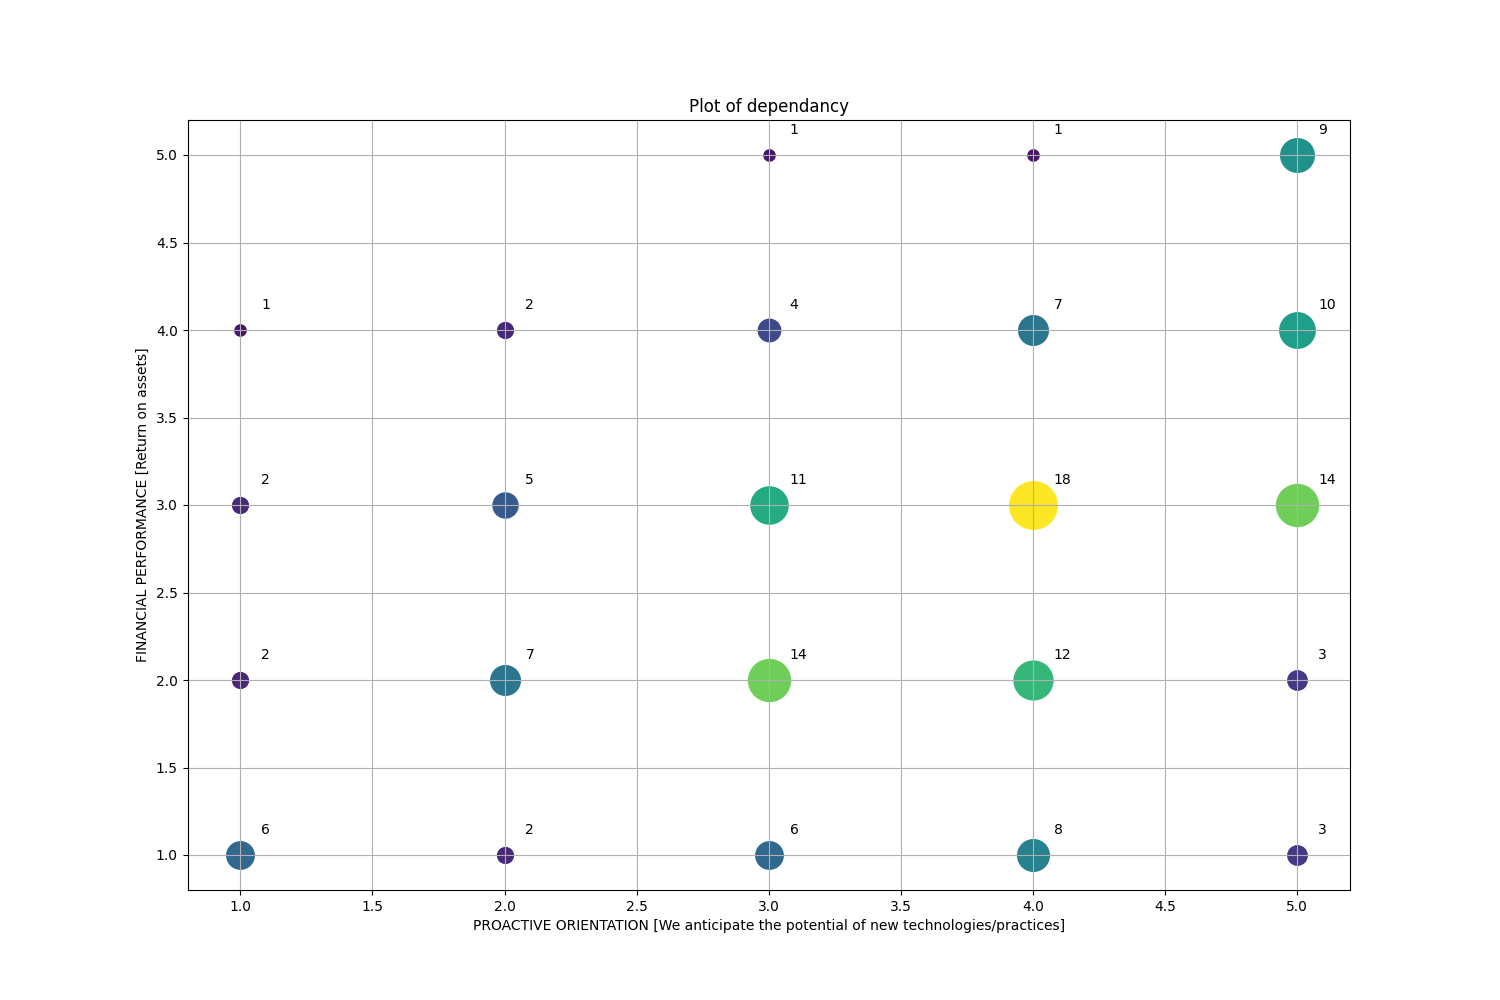 Plot of dependancy
1 1 9
5.0
4.5
1 2 4 7 10
4.0
3.5
2 5 11 18 14
3.0
2.5
2 7 14 12 3
2.0
1.5
6 2 6 8 3
1.0
FINANCIAL PERFORMANCE [Return on assets]
1.0 1.5 2.0 2.5 3.0 3.5 4.0 4.5 5.0
PROACTIVE ORIENTATION [We anticipate the potential of new technologies/practices]